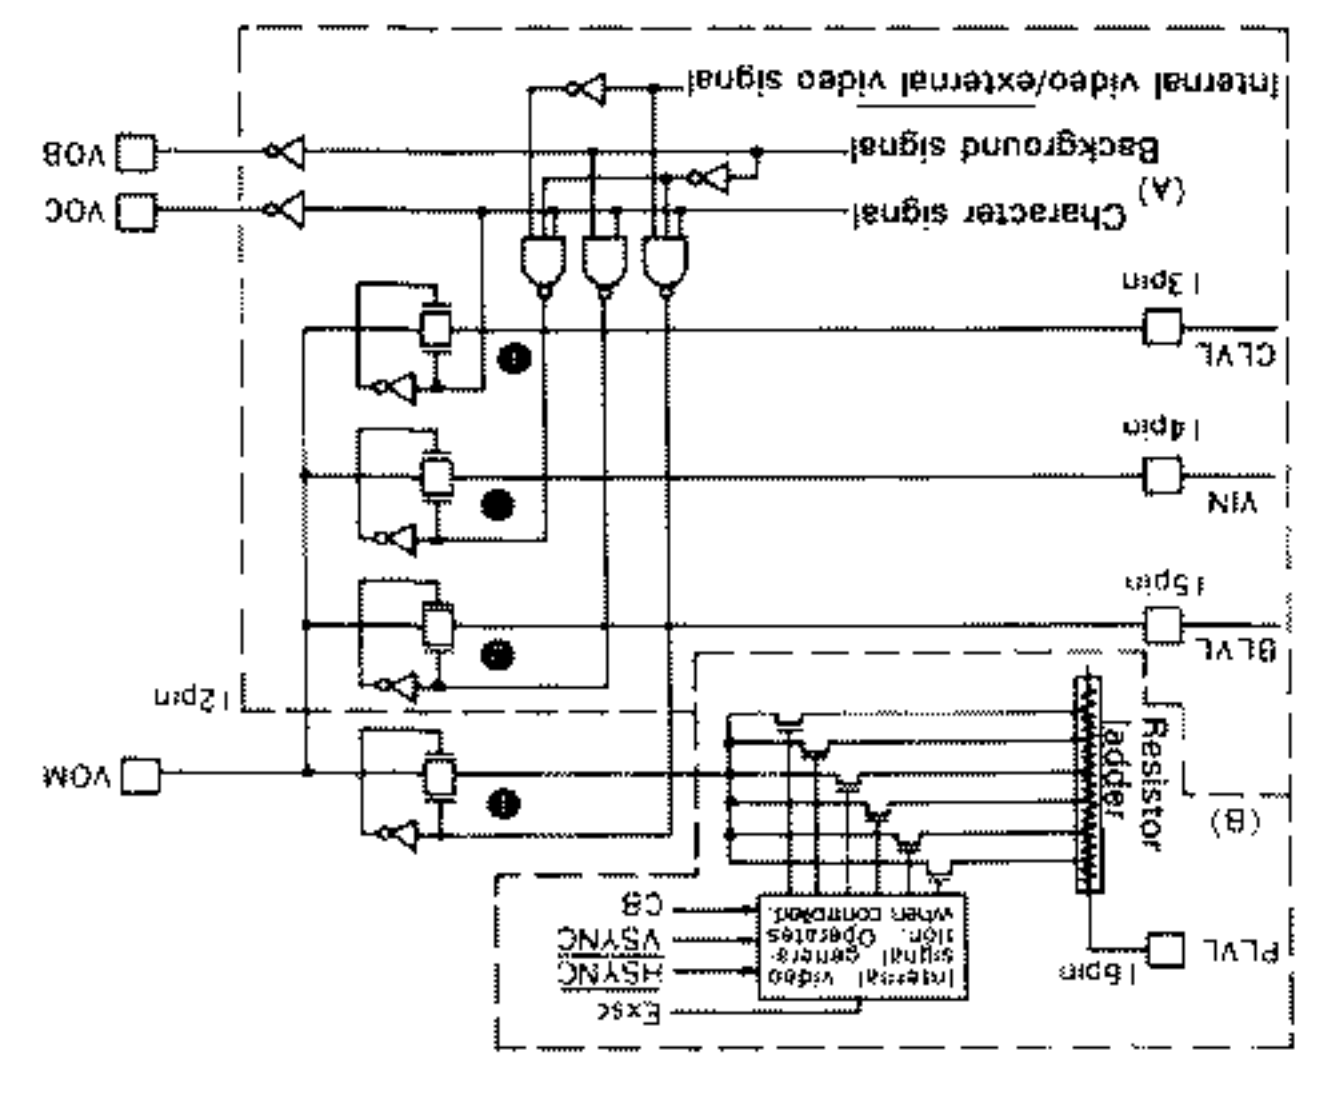 Exsc
HSYNC
VSYNC
CB
Internal video
signal genera-
tion. Operates
when controlled.
PLVL
16pin
Resistor
ladder
(B)
VOM
12pin
BLVL
15pin
VIN
14pin
CLVL
13pin
Character signal
VOC
(A)
Background signal
VOB
Internal video/external video signal